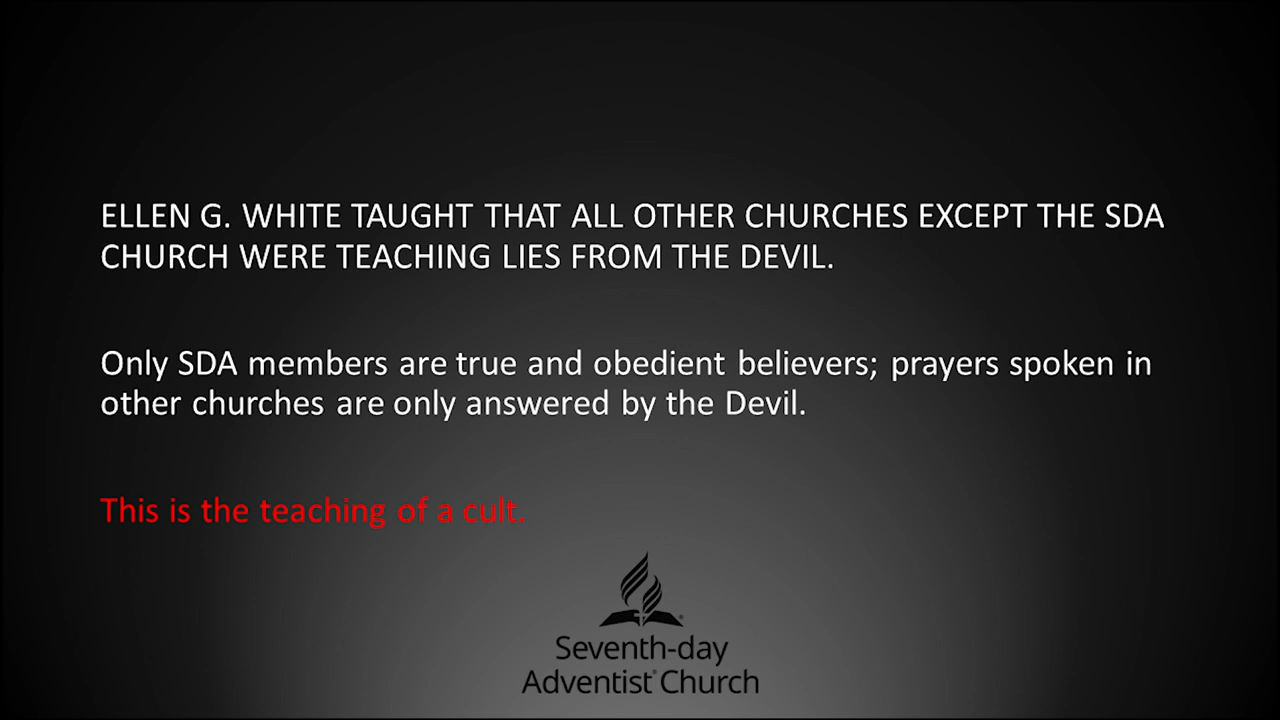 ELLEN G. WHITE TAUGHT THAT ALL OTHER CHURCHES EXCEPT THE SDA
CHURCH WERE TEACHING LIES FROM THE DEVIL.
Only SDA members are true and obedient believers; prayers spoken in
other churches are only answered by the Devil.
This is the teaching of a cult.
Seventh-day
Adventist® Church